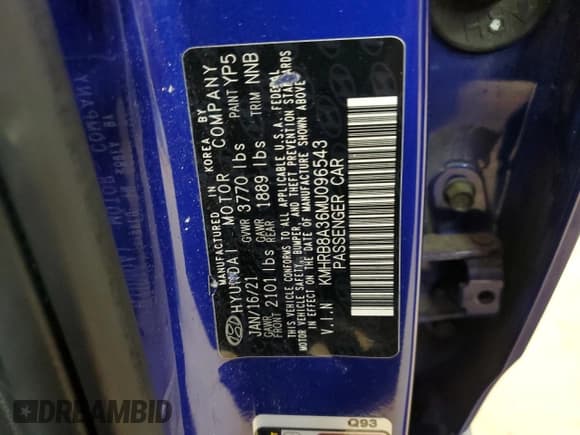 MANUFACTURED IN KOREA BY
HYUNDAI MOTOR COMPANY
JAN/16/21 GVWR 3770 lbs PAINT YP5
GAWR FRONT 2101 lbs GAWR REAR 1889 lbs TRIM NNB
THIS VEHICLE CONFORMS TO ALL APPLICABLE U.S.A. FEDERAL
MOTOR VEHICLE SAFETY, BUMPER, AND THEFT PREVENTION STANDARDS
IN EFFECT ON THE DATE OF MANUFACTURE SHOWN ABOVE.
V.I.N KMHRB8A36MU096543
PASSENGER CAR
Q93
DREAMBID